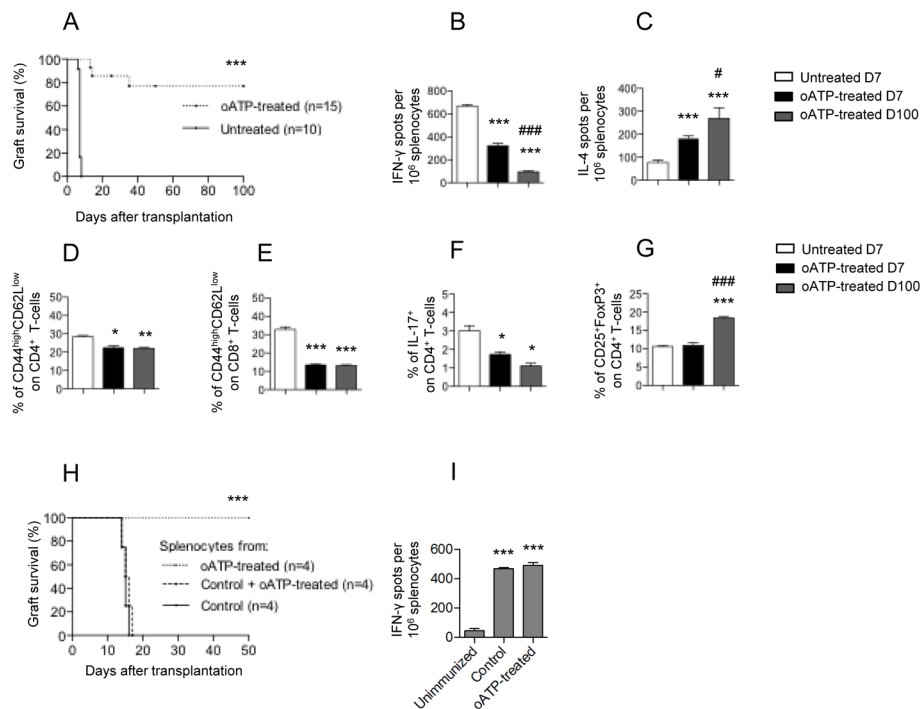 A
Graft survival (%)
100
80
60
40
20
0
***
oATP-treated (n=15)
Untreated (n=10)
0 20 40 60 80 100
Days after transplantation
B
IFN-γ spots per
10⁶ splenocytes
800
600
400
200
0
***
###
***
C
IL-4 spots per
10⁶ splenocytes
400
300
200
100
0
***
#
***
Untreated D7
oATP-treated D7
oATP-treated D100
D
% of CD44ʰⁱᵍʰCD62Lˡᵒʷ
on CD4⁺ T-cells
50
40
30
20
10
0
*
**
E
% of CD44ʰⁱᵍʰCD62Lˡᵒʷ
on CD8⁺ T-cells
50
40
30
20
10
0
***
***
F
% of IL-17⁺
on CD4⁺ T-cells
5
4
3
2
1
0
*
*
G
% of CD25⁺FoxP3⁺
on CD4⁺ T-cells
25
20
15
10
5
0
###
***
Untreated D7
oATP-treated D7
oATP-treated D100
H
Graft survival (%)
100
80
60
40
20
0
***
Splenocytes from:
oATP-treated (n=4)
Control + oATP-treated (n=4)
Control (n=4)
0 10 20 30 40 50
Days after transplantation
I
IFN-γ spots per
10⁶ splenocytes
600
400
200
0
***
***
Unimmunized
Control
oATP-treated